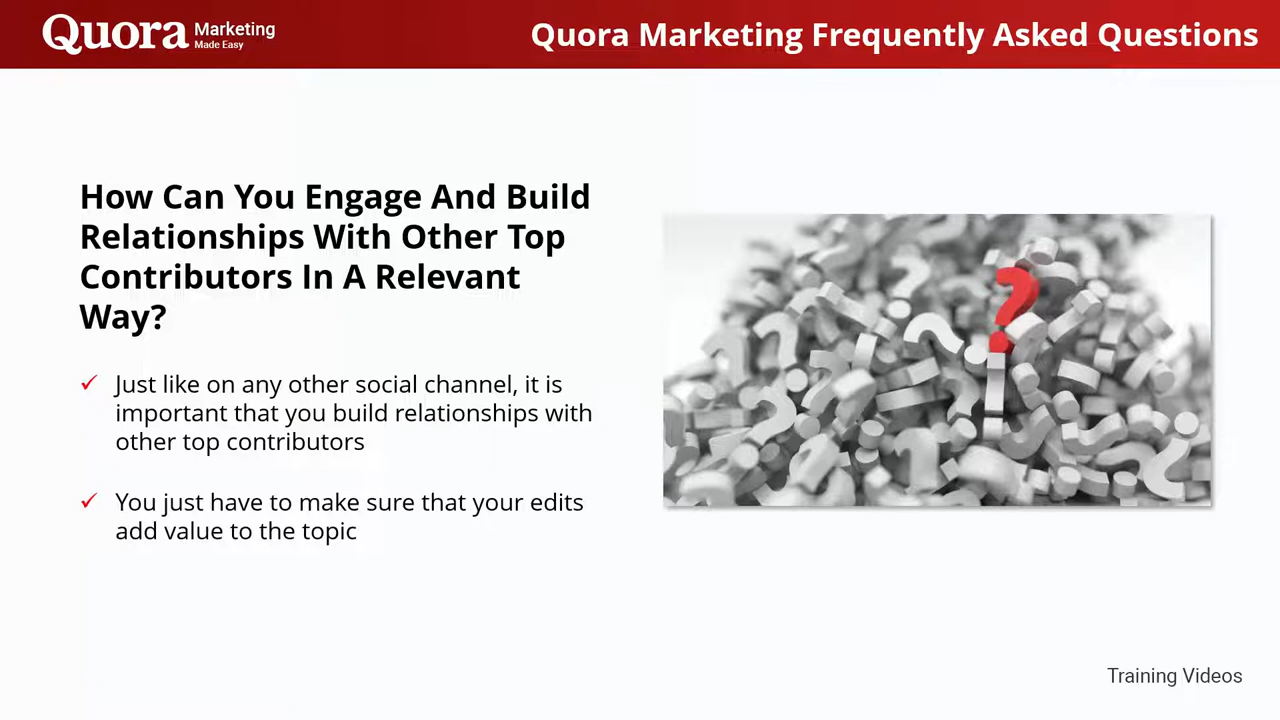 Quora Marketing
Made Easy
Quora Marketing Frequently Asked Questions
How Can You Engage And Build
Relationships With Other Top
Contributors In A Relevant
Way?
✓ Just like on any other social channel, it is
important that you build relationships with
other top contributors
✓ You just have to make sure that your edits
add value to the topic
Training Videos